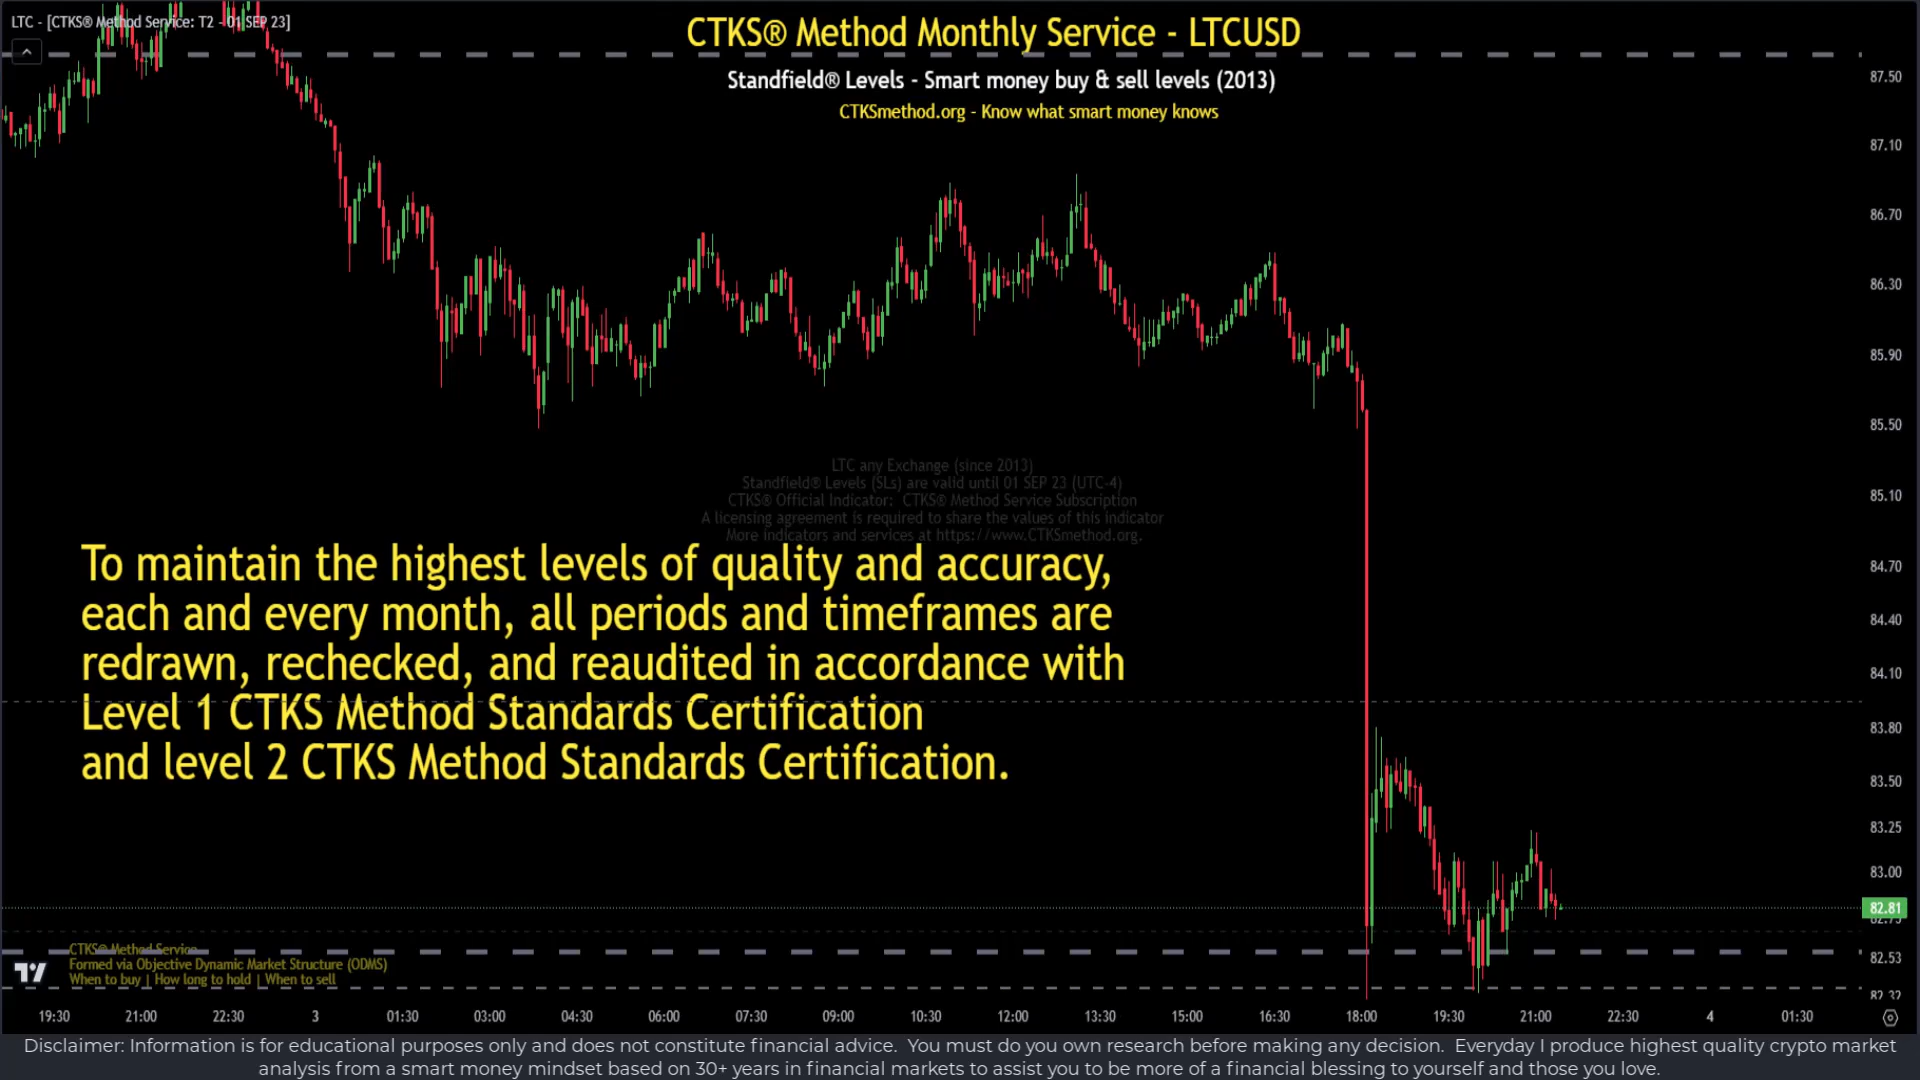 LTC - [CTKS® Method Service: T2 - 01 SEP 23]
CTKS® Method Monthly Service - LTCUSD
Standfield® Levels - Smart money buy & sell levels (2013)
CTKSmethod.org - Know what smart money knows
87.50
87.10
86.70
86.30
85.90
85.50
85.10
84.70
84.40
84.10
83.80
83.50
83.25
83.00
82.81
82.75
82.53
82.32
LTC any Exchange (since 2013)
Standfield® Levels (SLs) are valid until 01 SEP 23 (UTC-4)
CTKS® Official Indicator: CTKS® Method Service Subscription
A licensing agreement is required to share the values of this indicator
More indicators and services at https://www.CTKSmethod.org.
To maintain the highest levels of quality and accuracy,
each and every month, all periods and timeframes are
redrawn, rechecked, and reaudited in accordance with
Level 1 CTKS Method Standards Certification
and level 2 CTKS Method Standards Certification.
CTKS® Method Service
Formed via Objective Dynamic Market Structure (ODMS)
When to buy | How long to hold | When to sell
19:30 21:00 22:30 3 01:30 03:00 04:30 06:00 07:30 09:00 10:30 12:00 13:30 15:00 16:30 18:00 19:30 21:00 22:30 4 01:30
Disclaimer: Information is for educational purposes only and does not constitute financial advice. You must do you own research before making any decision. Everyday I produce highest quality crypto market
analysis from a smart money mindset based on 30+ years in financial markets to assist you to be more of a financial blessing to yourself and those you love.